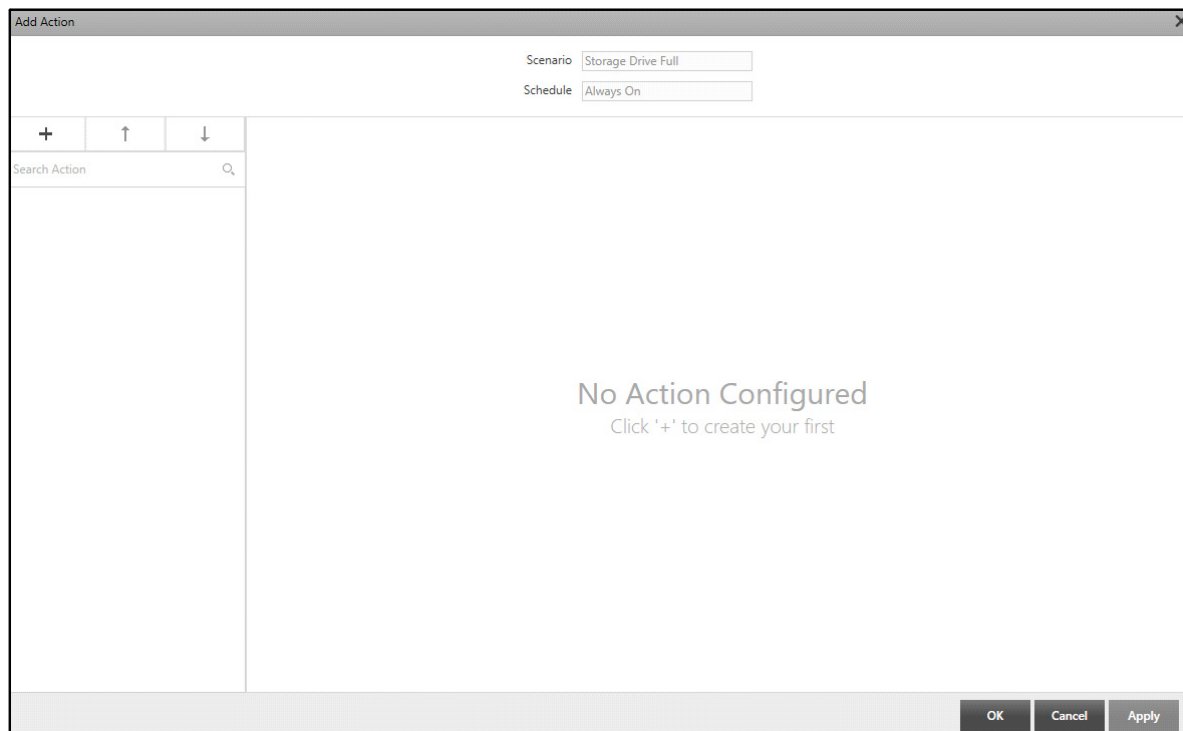 Add Action
Scenario Storage Drive Full
Schedule Always On
Search Action
No Action Configured
Click '+' to create your first
OK Cancel Apply